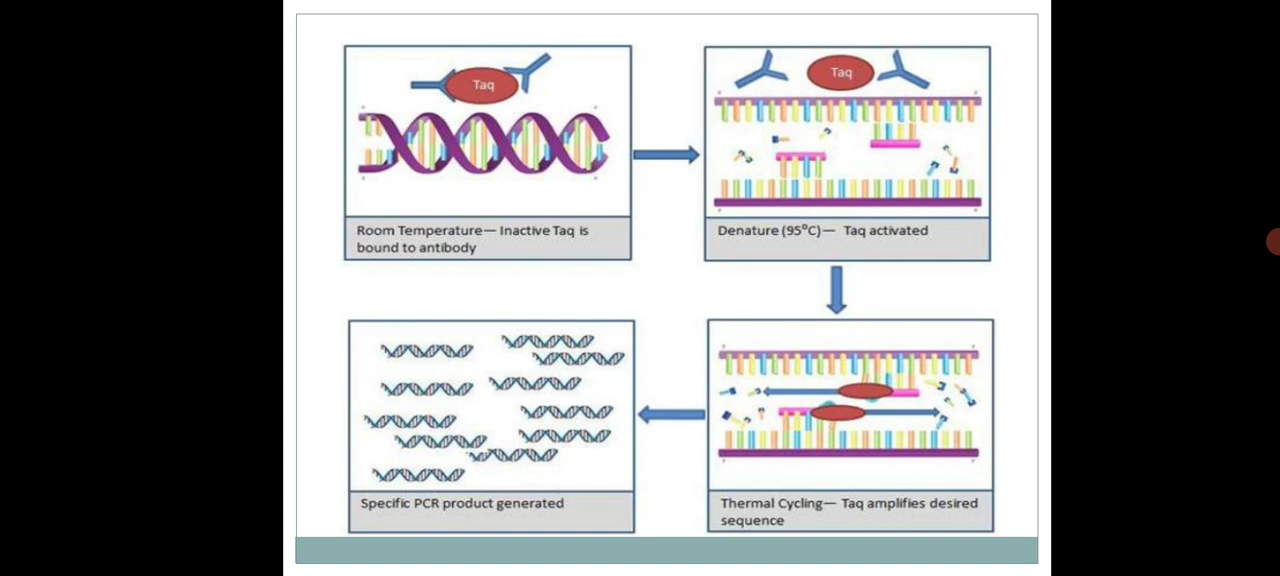 Taq
Room Temperature— Inactive Taq is
bound to antibody
Taq
Denature (95°C)— Taq activated
Specific PCR product generated
Thermal Cycling— Taq amplifies desired
sequence